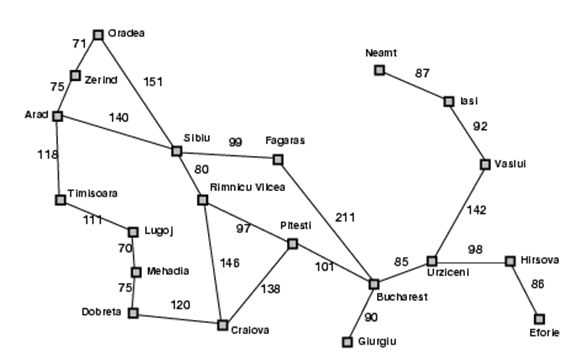 Oradea
71
Neamt
87
Zerind
75
151
Iasi
Arad
140
92
Sibiu
99
Fagaras
118
80
Vaslui
Rimnicu Vilcea
Timisoara
211
142
111
97
Lugoj
Pitesti
70
98
146
85
Hirsova
101
Urziceni
Mehadia
75
138
86
Bucharest
120
Dobreta
90
Craiova
Eforie
Giurgiu